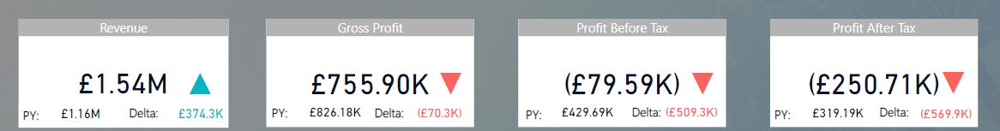 Revenue
£1.54M
PY: £1.16M Delta: £374.3K
Gross Profit
£755.90K
PY: £826.18K Delta: (£70.3K)
Profit Before Tax
(£79.59K)
PY: £429.69K Delta: (£509.3K)
Profit After Tax
(£250.71K)
PY: £319.19K Delta: (£569.9K)